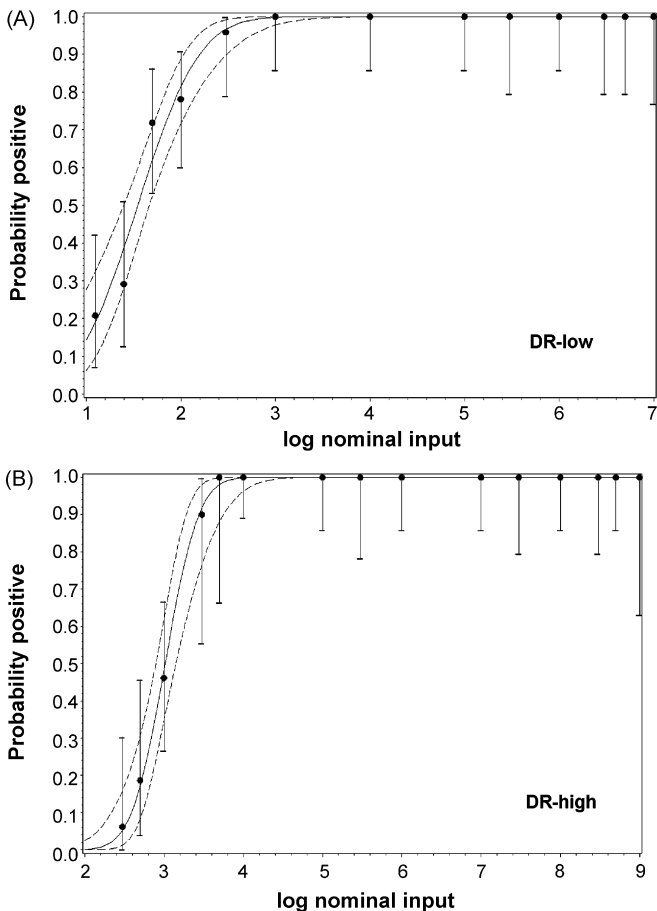 (A)
Probability positive
1.0
0.9
0.8
0.7
0.6
0.5
0.4
0.3
0.2
0.1
0.0
DR-low
1 2 3 4 5 6 7
log nominal input
(B)
Probability positive
1.0
0.9
0.8
0.7
0.6
0.5
0.4
0.3
0.2
0.1
0.0
DR-high
2 3 4 5 6 7 8 9
log nominal input